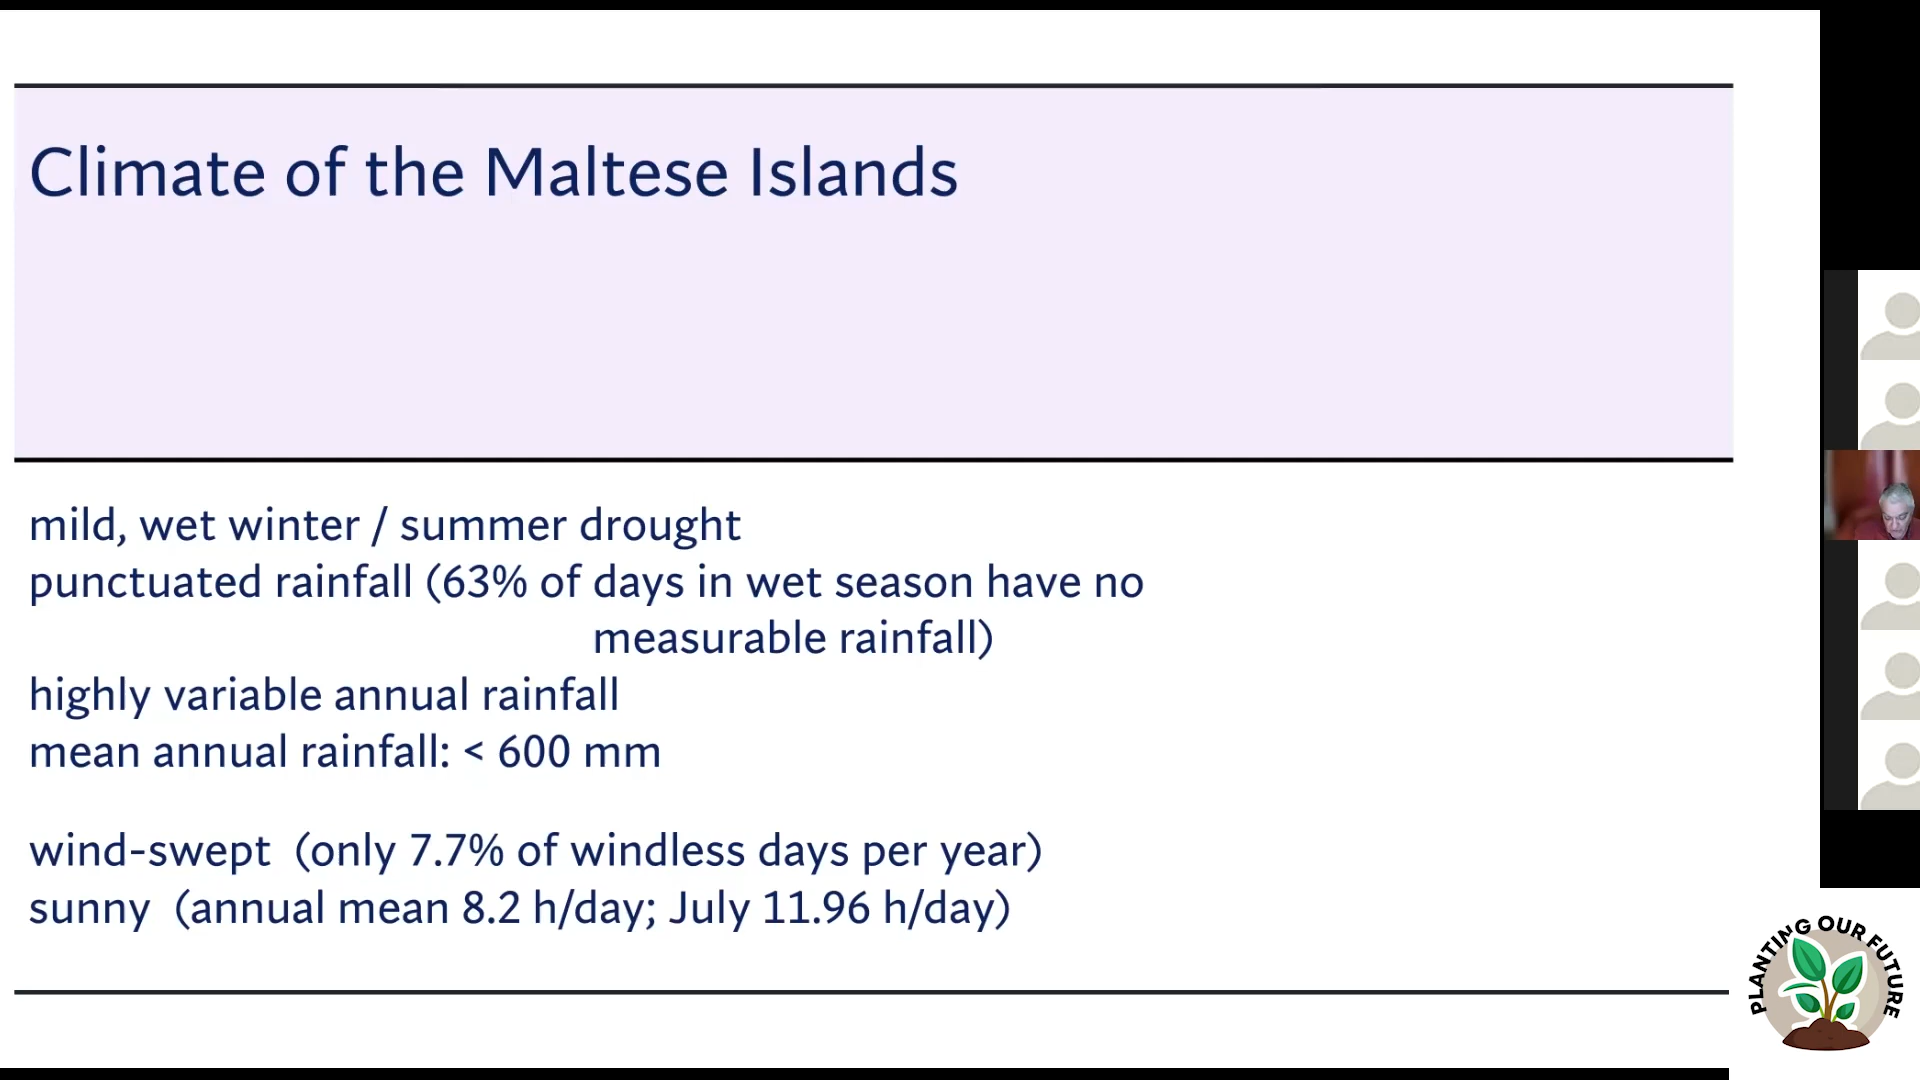 Climate of the Maltese Islands
mild, wet winter / summer drought
punctuated rainfall (63% of days in wet season have no
measurable rainfall)
highly variable annual rainfall
mean annual rainfall: < 600 mm
wind-swept (only 7.7% of windless days per year)
sunny (annual mean 8.2 h/day; July 11.96 h/day)
PLANTING OUR FUTURE